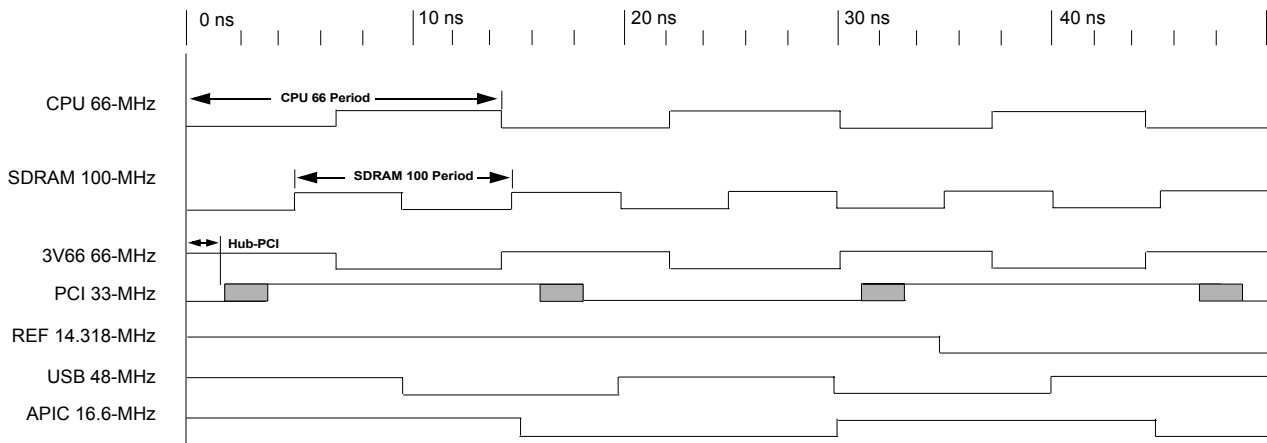 0 ns 10 ns 20 ns 30 ns 40 ns
CPU 66-MHz
CPU 66 Period
SDRAM 100-MHz
SDRAM 100 Period
Hub-PCI
3V66 66-MHz
PCI 33-MHz
REF 14.318-MHz
USB 48-MHz
APIC 16.6-MHz